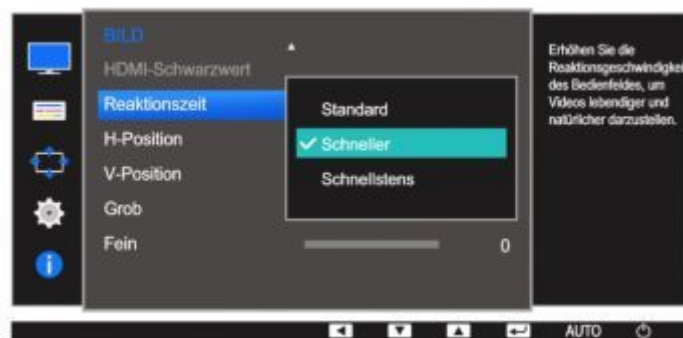 BILD
HDMI-Schwarzwert
Reaktionszeit
H-Position
V-Position
Grob
Fein
Standard
Schneller
Schnellstens
0
Erhöhen Sie die
Reaktionsgeschwindigkei
des Bedienfeldes, um
Videos lebendiger und
natürlicher darzustellen.
AUTO